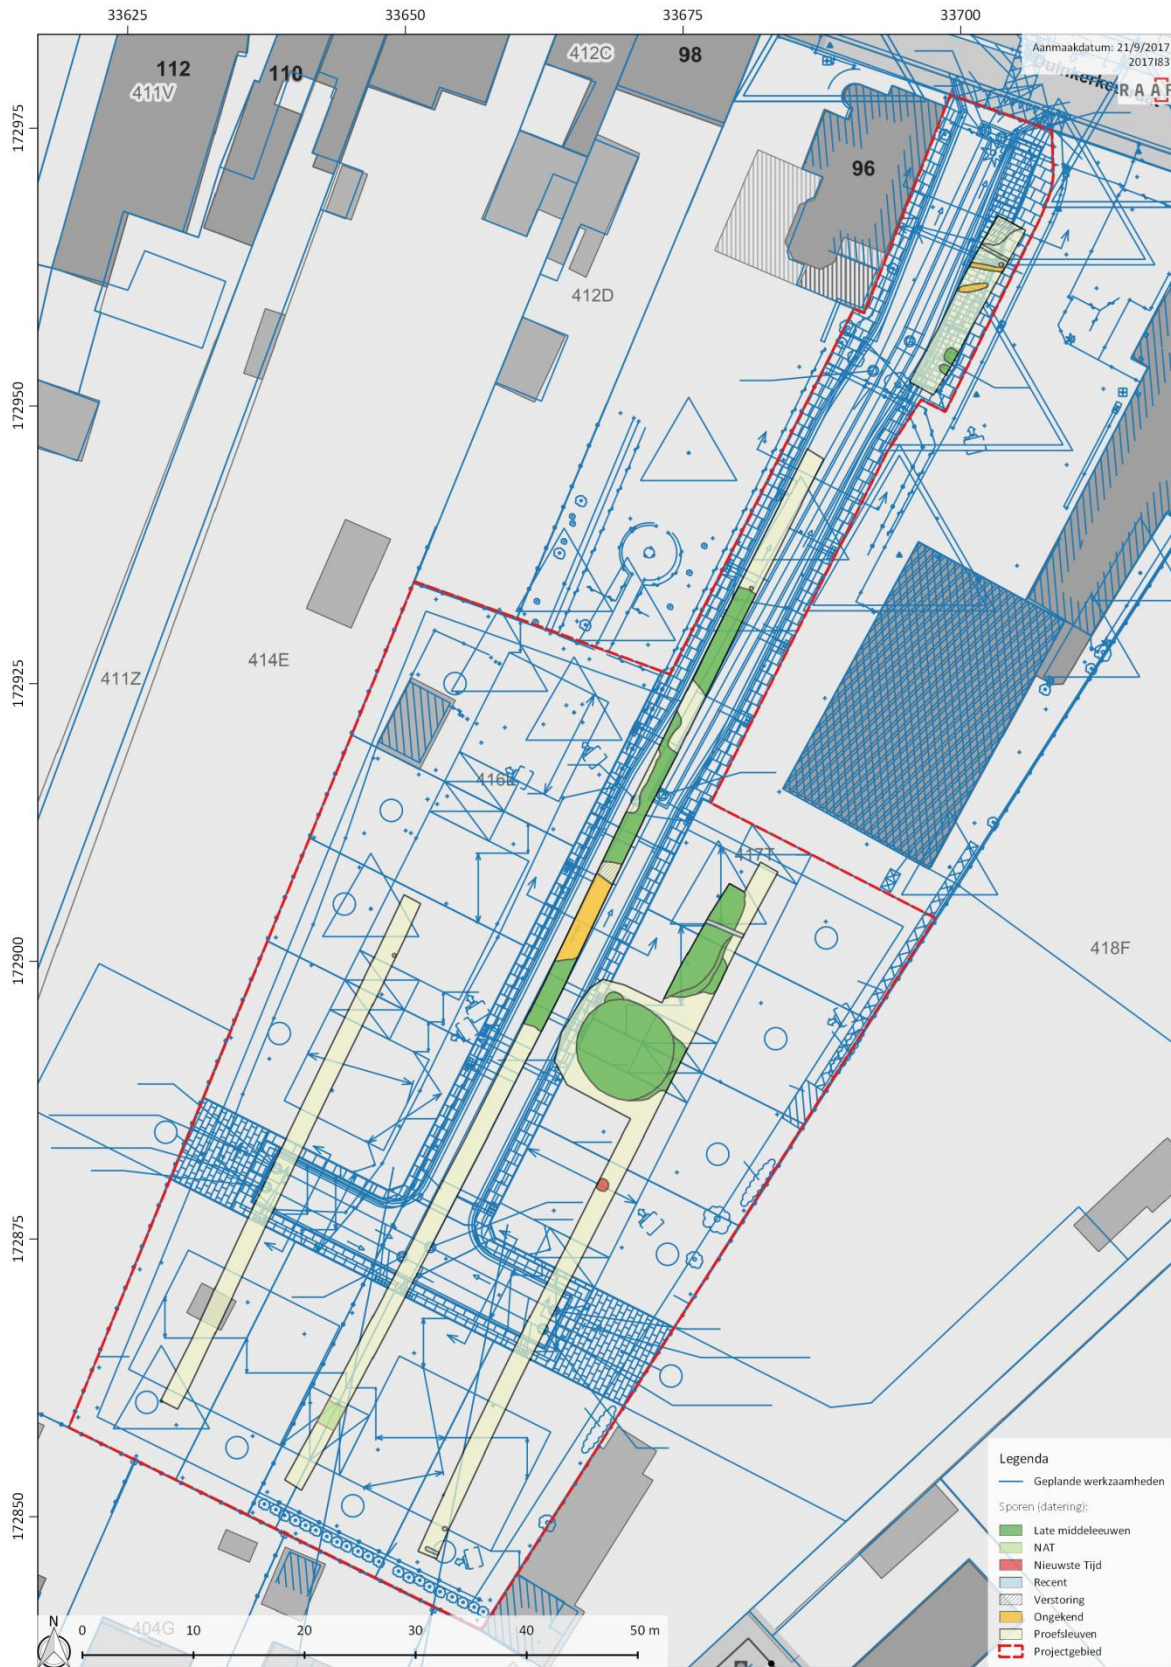 33625
33650
33675
33700
Aanmaakdatum: 21/9/2017
2017I83
RAAP
112
411V
110
412C
98
96
172975
412D
172950
172925
411Z
414E
416L
417T
418F
172900
172875
172850
404G
N
0 10 20 30 40 50 m
Legenda
Geplande werkzaamheden
Sporen (datering):
Late middeleeuwen
NAT
Nieuwste Tijd
Recent
Verstoring
Ongekend
Proefsleuven
Projectgebied